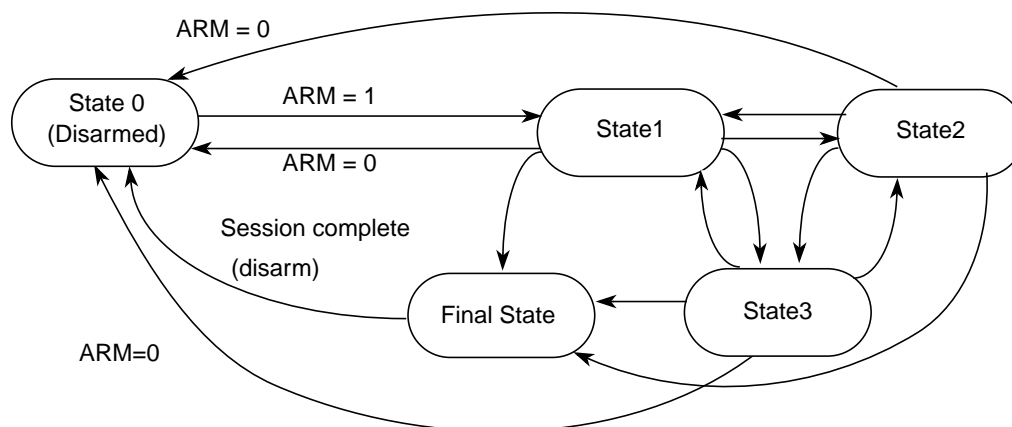 ARM = 0
State 0
(Disarmed)
ARM = 1
State1
State2
ARM = 0
Session complete
(disarm)
Final State
State3
ARM=0